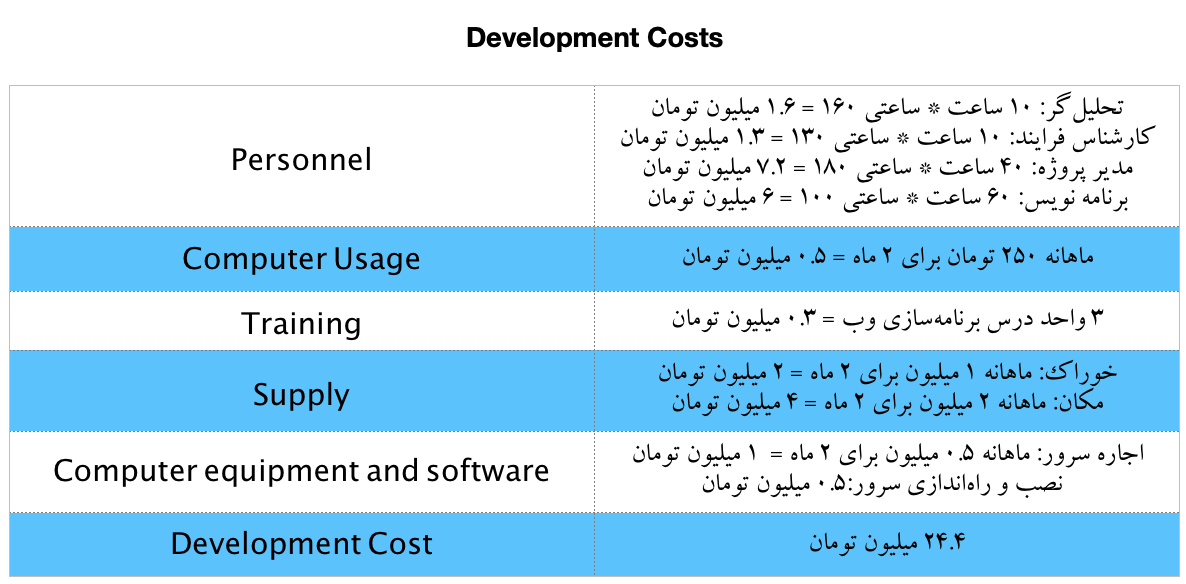 Development Costs
Personnel
تحلیل‌گر: ۱۰ ساعت * ساعتی ۱۶۰ = ۱.۶ میلیون تومان
کارشناس فرایند: ۱۰ ساعت * ساعتی ۱۳۰ = ۱.۳ میلیون تومان
مدیر پروژه: ۴۰ ساعت * ساعتی ۱۸۰ = ۷.۲ میلیون تومان
برنامه نویس: ۶۰ ساعت * ساعتی ۱۰۰ = ۶ میلیون تومان
Computer Usage
ماهانه ۲۵۰ تومان برای ۲ ماه = ۰.۵ میلیون تومان
Training
۳ واحد درس برنامه‌سازی وب = ۰.۳ میلیون تومان
Supply
خوراک: ماهانه ۱ میلیون برای ۲ ماه = ۲ میلیون تومان
مکان: ماهانه ۲ میلیون برای ۲ ماه = ۴ میلیون تومان
Computer equipment and software
اجاره سرور: ماهانه ۰.۵ میلیون برای ۲ ماه = ۱ میلیون تومان
نصب و راه‌اندازی سرور:۰.۵ میلیون تومان
Development Cost
۲۴.۴ میلیون تومان